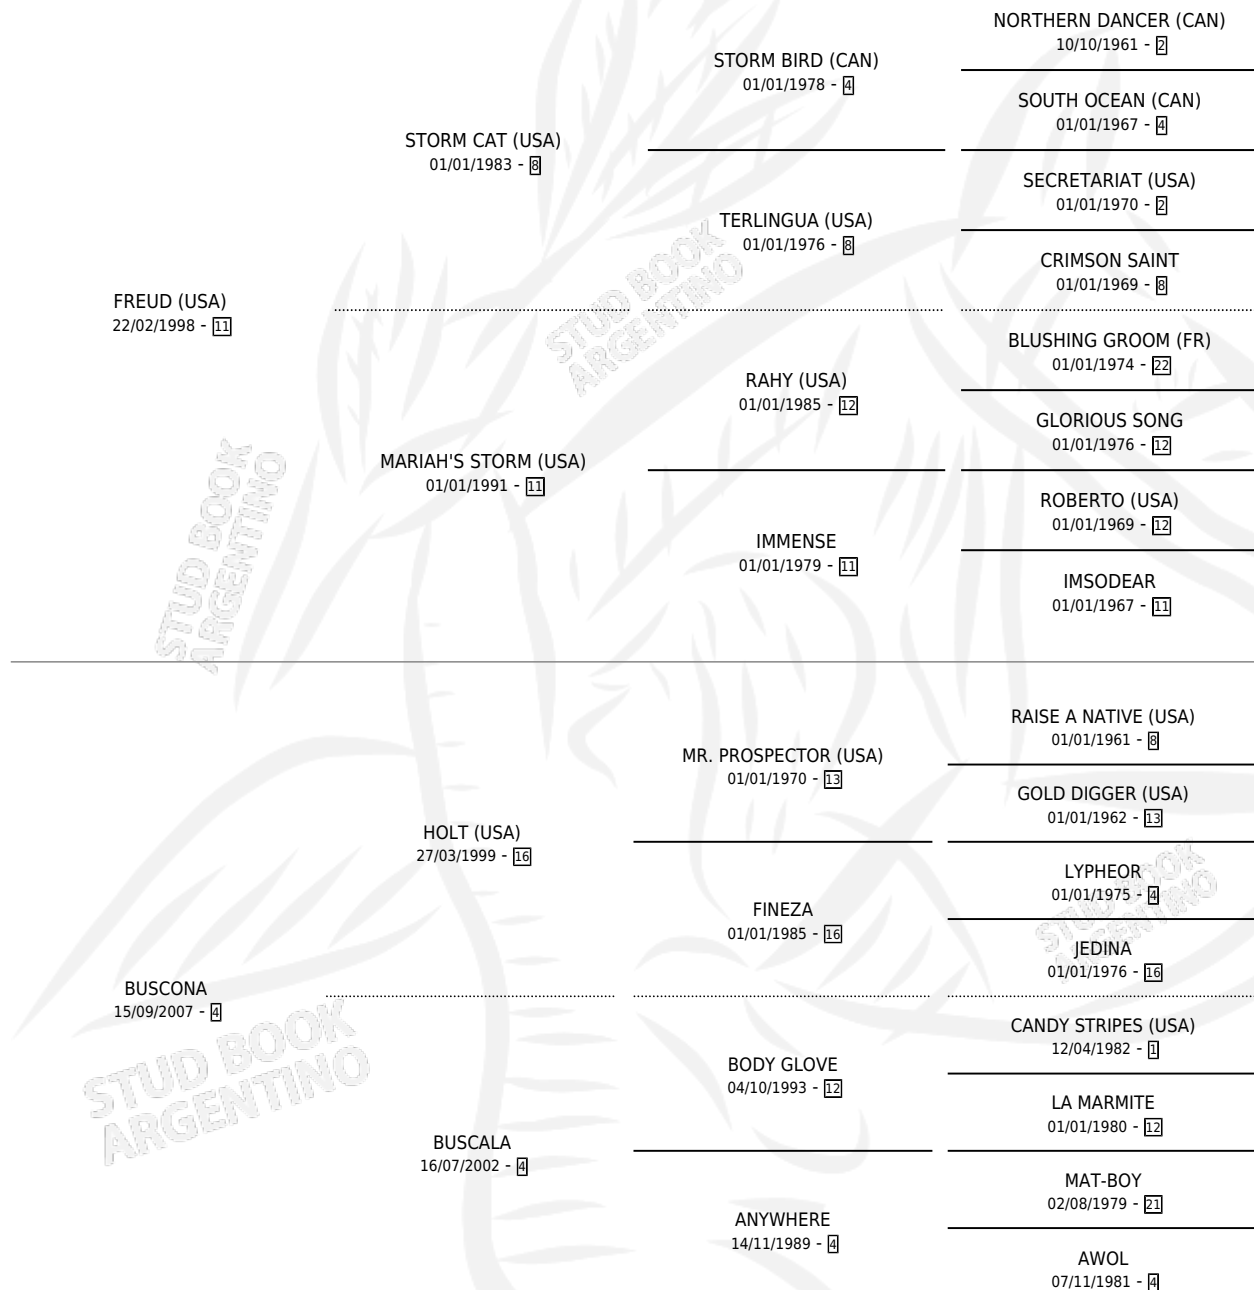 NORTHERN DANCER (CAN)
10/10/1961 - 2
STORM BIRD (CAN)
01/01/1978 - 4
SOUTH OCEAN (CAN)
01/01/1967 - 4
STORM CAT (USA)
01/01/1983 - 8
SECRETARIAT (USA)
01/01/1970 - 2
TERLINGUA (USA)
01/01/1976 - 8
CRIMSON SAINT
01/01/1969 - 8
FREUD (USA)
22/02/1998 - 11
BLUSHING GROOM (FR)
01/01/1974 - 22
RAHY (USA)
01/01/1985 - 12
GLORIOUS SONG
01/01/1976 - 12
MARIAH'S STORM (USA)
01/01/1991 - 11
ROBERTO (USA)
01/01/1969 - 12
IMMENSE
01/01/1979 - 11
IMSODEAR
01/01/1967 - 11
RAISE A NATIVE (USA)
01/01/1961 - 8
MR. PROSPECTOR (USA)
01/01/1970 - 13
GOLD DIGGER (USA)
01/01/1962 - 13
HOLT (USA)
27/03/1999 - 16
LYPHEOR
01/01/1975 - 4
FINEZA
01/01/1985 - 16
JEDINA
01/01/1976 - 16
BUSCONA
15/09/2007 - 4
CANDY STRIPES (USA)
12/04/1982 - 1
BODY GLOVE
04/10/1993 - 12
LA MARMITE
01/01/1980 - 12
BUSCALA
16/07/2002 - 4
MAT-BOY
02/08/1979 - 21
ANYWHERE
14/11/1989 - 4
AWOL
07/11/1981 - 4
STUD BOOK
ARGENTINO
STUD BOOK
ARGENTINO
STUD BOOK
ARGENTINO
STUD BOOK
ARGENTINO